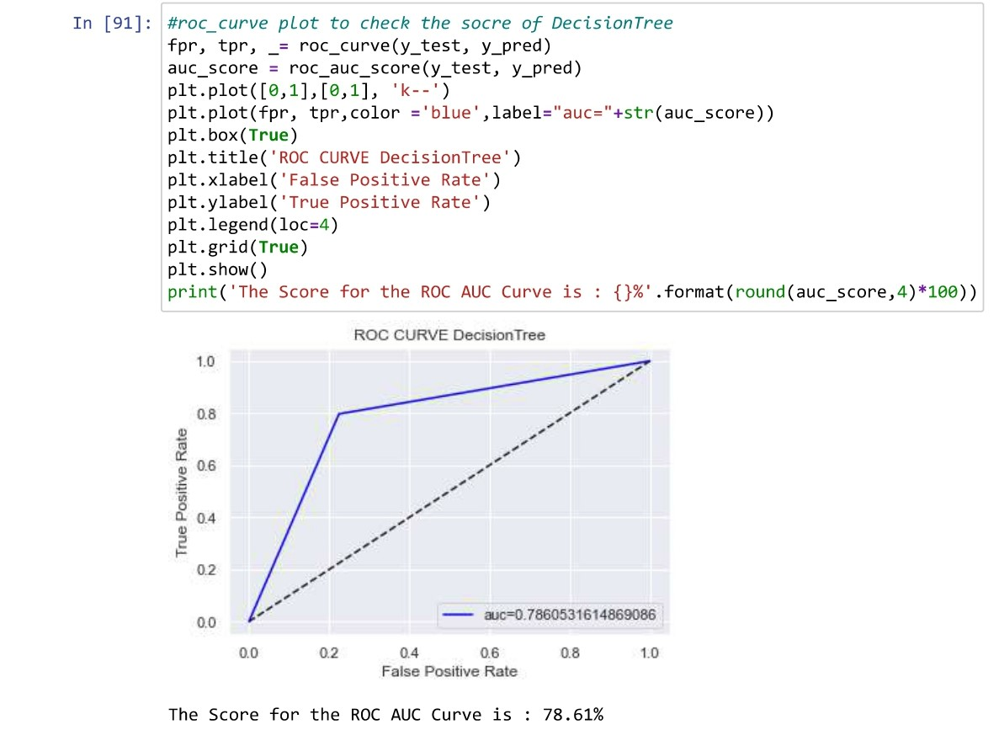 In [91]: #roc_curve plot to check the socre of DecisionTree
fpr, tpr, _= roc_curve(y_test, y_pred)
auc_score = roc_auc_score(y_test, y_pred)
plt.plot([0,1],[0,1], 'k--')
plt.plot(fpr, tpr,color ='blue',label="auc="+str(auc_score))
plt.box(True)
plt.title('ROC CURVE DecisionTree')
plt.xlabel('False Positive Rate')
plt.ylabel('True Positive Rate')
plt.legend(loc=4)
plt.grid(True)
plt.show()
print('The Score for the ROC AUC Curve is : {}%'.format(round(auc_score,4)*100))
ROC CURVE DecisionTree
True Positive Rate
1.0
0.8
0.6
0.4
0.2
0.0
auc=0.7860531614869086
0.0 0.2 0.4 0.6 0.8 1.0
False Positive Rate
The Score for the ROC AUC Curve is : 78.61%